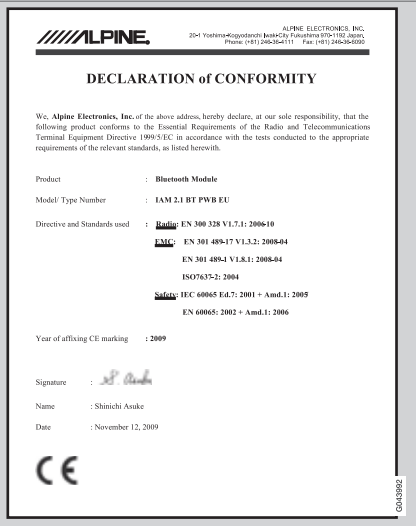 ALPINE®
ALPINE ELECTRONICS, INC.
20-1 Yoshima-Kogyodanchi Iwaki-City Fukushima 970-1192 Japan,
Phone: (+81) 246-36-4111 Fax: (+81) 246-36-6090
DECLARATION of CONFORMITY
We, Alpine Electronics, Inc. of the above address, hereby declare, at our sole responsibility, that the
following product conforms to the Essential Requirements of the Radio and Telecommunications
Terminal Equipment Directive 1999/5/EC in accordance with the tests conducted to the appropriate
requirements of the relevant standards, as listed herewith.
Product : Bluetooth Module
Model/ Type Number : IAM 2.1 BT PWB EU
Directive and Standards used : Radio: EN 300 328 V1.7.1: 2006-10
EMC: EN 301 489-17 V1.3.2: 2008-04
EN 301 489-1 V1.8.1: 2008-04
ISO7637-2: 2004
Safety: IEC 60065 Ed.7: 2001 + Amd.1: 2005
EN 60065: 2002 + Amd.1: 2006
Year of affixing CE marking : 2009
Signature :
Name : Shinichi Asuke
Date : November 12, 2009
CE
G043992